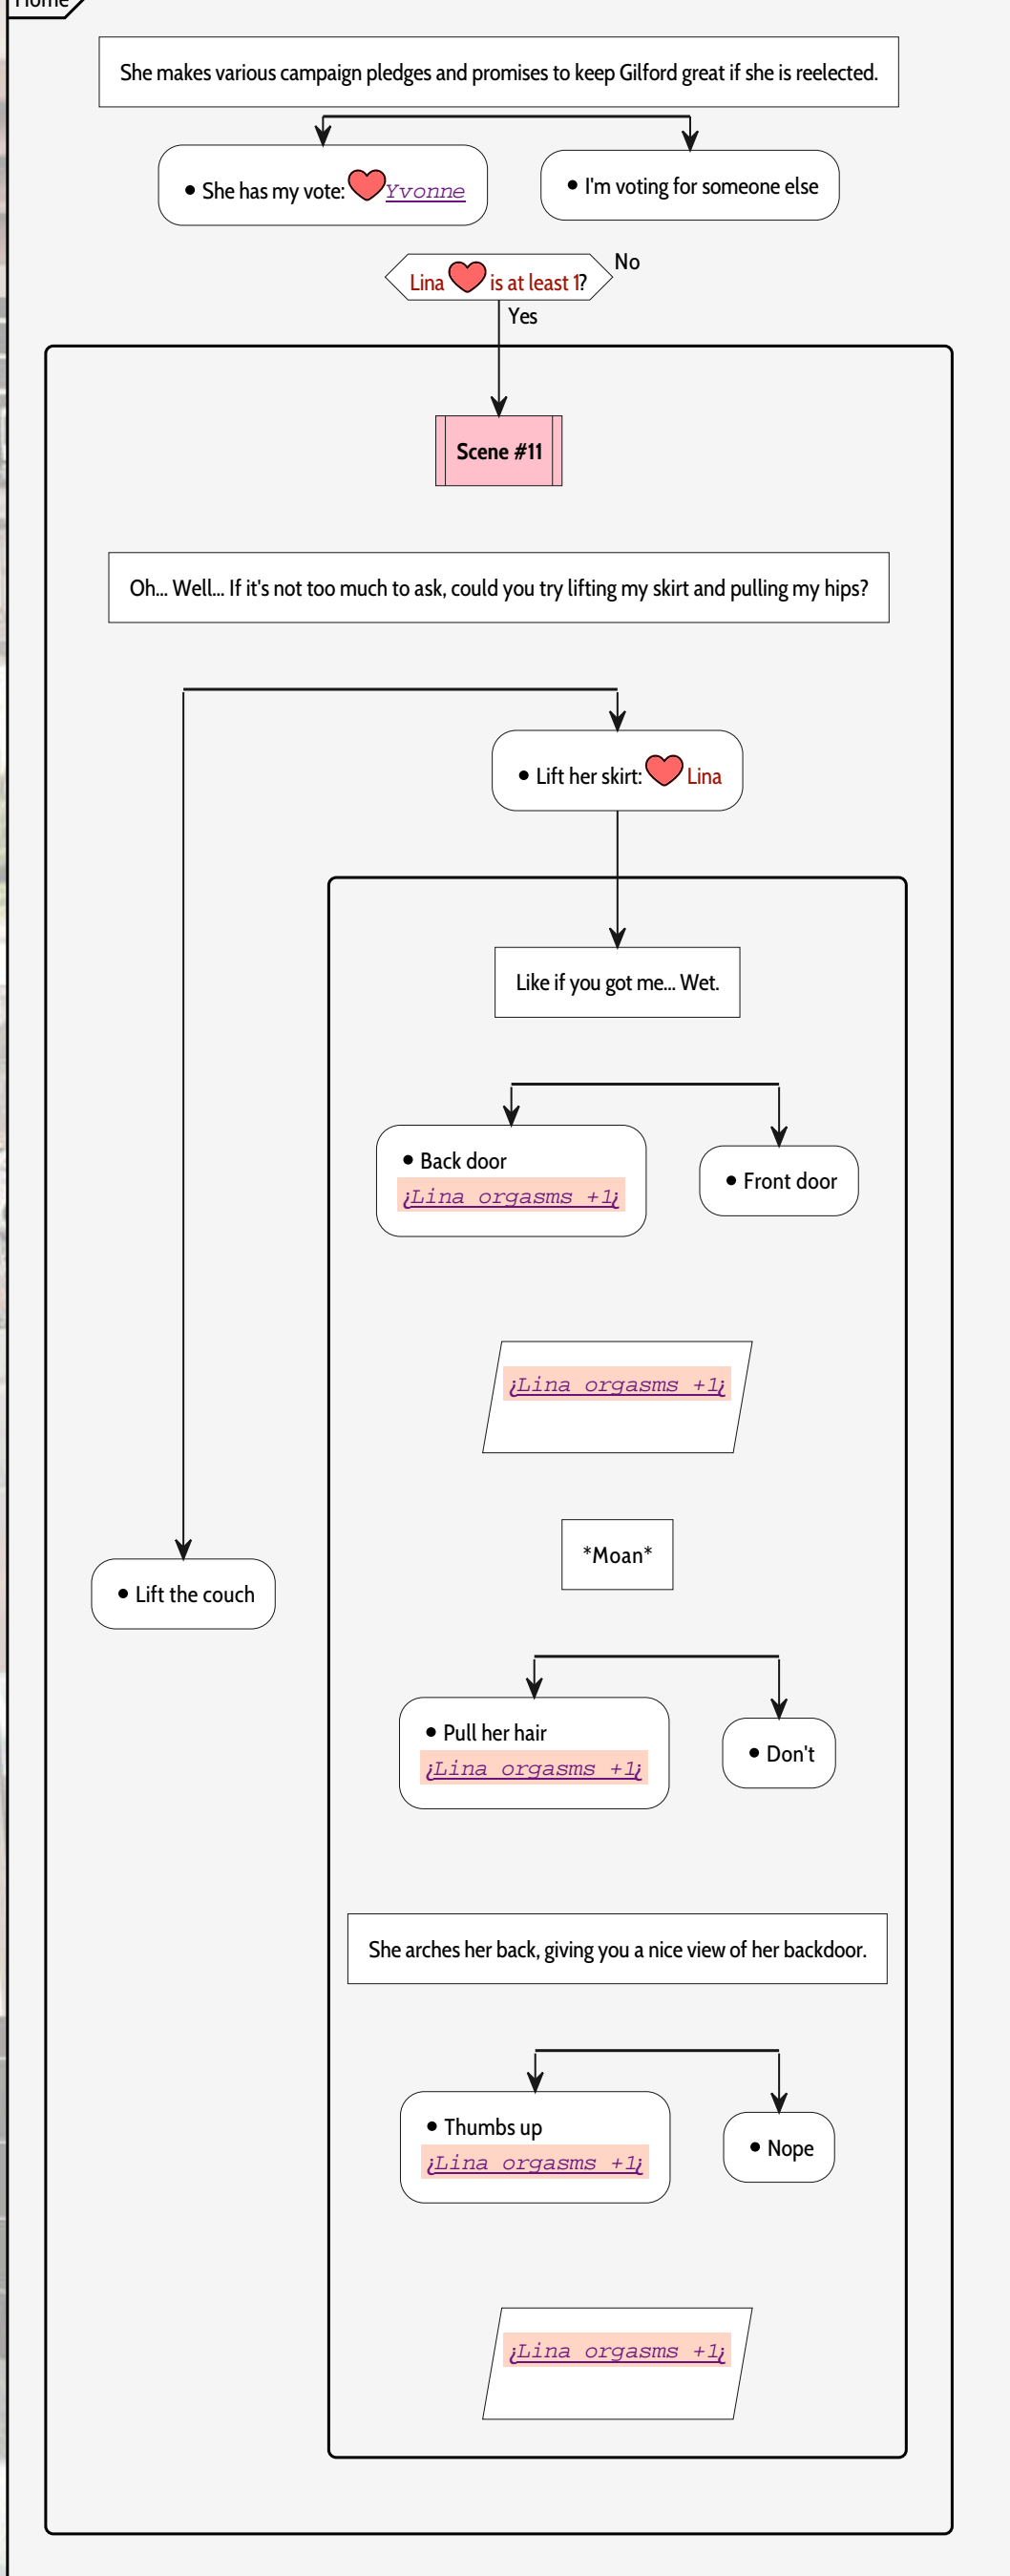 Home
She makes various campaign pledges and promises to keep Gilford great if she is reelected.
• She has my vote: Yvonne
• I'm voting for someone else
Lina is at least 1?
No
Yes
Scene #11
Oh... Well... If it's not too much to ask, could you try lifting my skirt and pulling my hips?
• Lift her skirt: Lina
Like if you got me... Wet.
• Back door
¿Lina orgasms +1¿
• Front door
¿Lina orgasms +1¿
*Moan*
• Lift the couch
• Pull her hair
¿Lina orgasms +1¿
• Don't
She arches her back, giving you a nice view of her backdoor.
• Thumbs up
¿Lina orgasms +1¿
• Nope
¿Lina orgasms +1¿